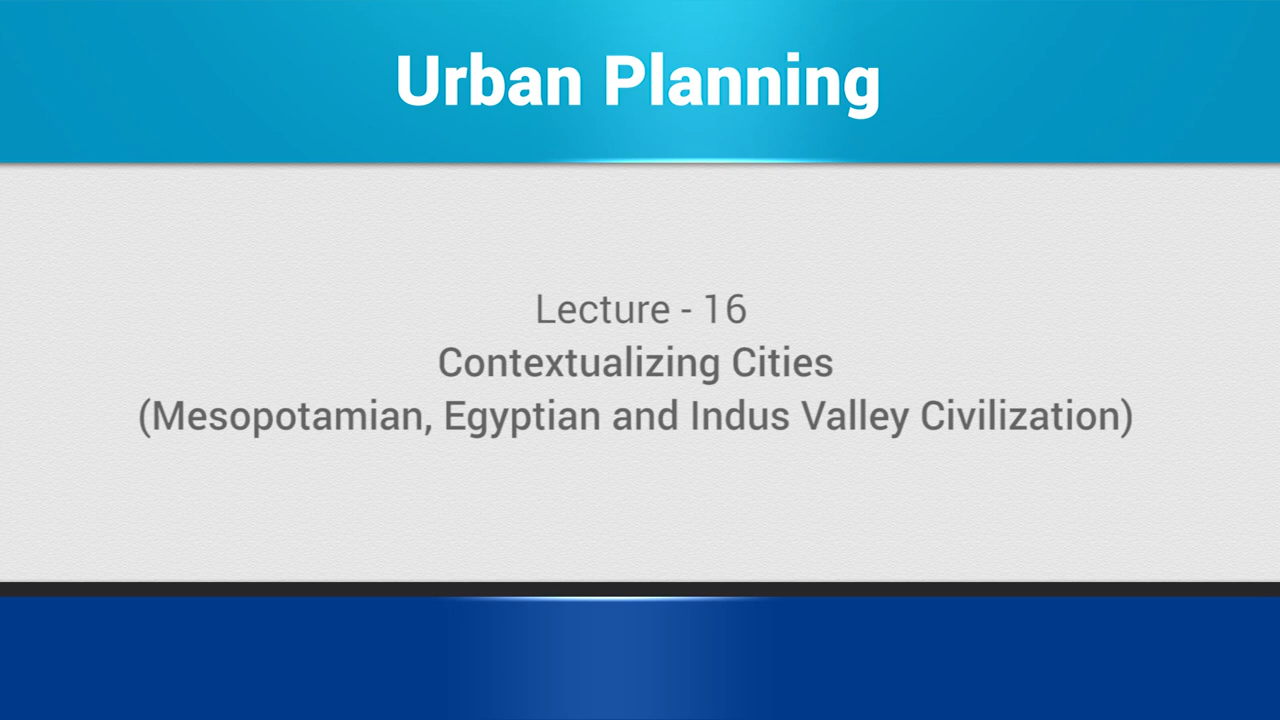 Urban Planning
Lecture - 16
Contextualizing Cities
(Mesopotamian, Egyptian and Indus Valley Civilization)